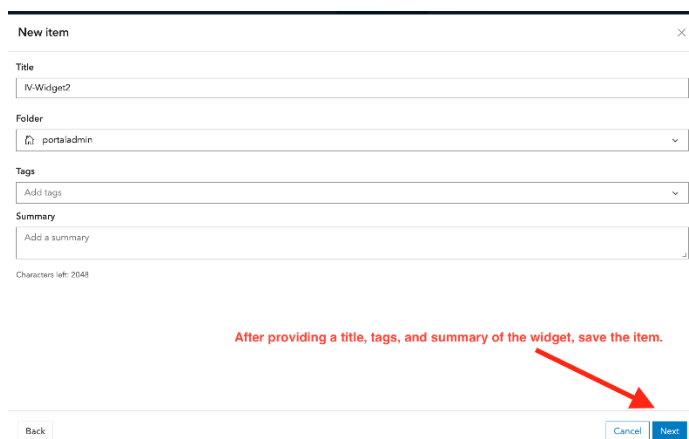 New item
Title
IV-Widget2
Folder
portaladmin
Tags
Add tags
Summary
Add a summary
Characters left: 2048
After providing a title, tags, and summary of the widget, save the item.
Back
Cancel
Next